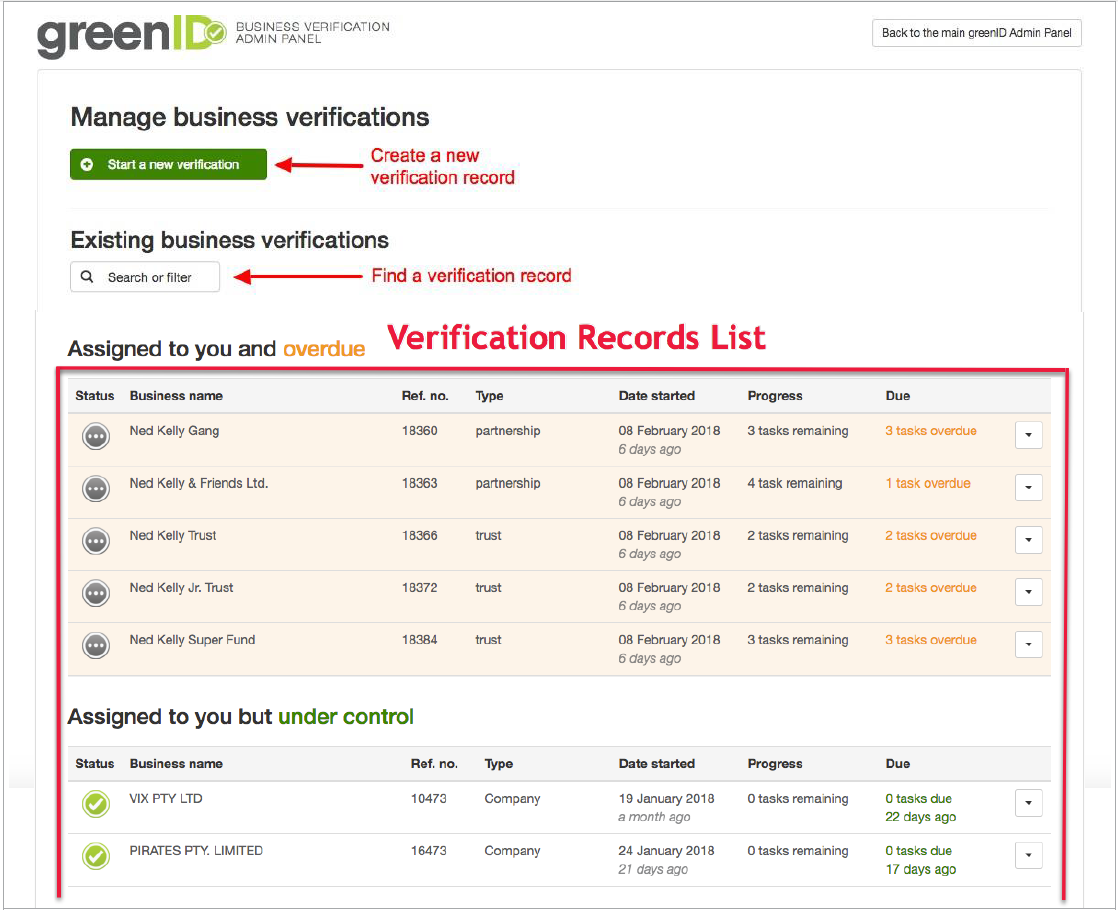 greenID BUSINESS VERIFICATION
ADMIN PANEL
Back to the main greenID Admin Panel
Manage business verifications
Start a new verification
Create a new
verification record
Existing business verifications
Search or filter
Find a verification record
Verification Records List
Assigned to you and overdue
Status Business name Ref. no. Type Date started Progress Due
Ned Kelly Gang 18360 partnership 08 February 2018 3 tasks remaining 3 tasks overdue
6 days ago
Ned Kelly & Friends Ltd. 18363 partnership 08 February 2018 4 task remaining 1 task overdue
6 days ago
Ned Kelly Trust 18366 trust 08 February 2018 2 tasks remaining 2 tasks overdue
6 days ago
Ned Kelly Jr. Trust 18372 trust 08 February 2018 2 tasks remaining 2 tasks overdue
6 days ago
Ned Kelly Super Fund 18384 trust 08 February 2018 3 tasks remaining 3 tasks overdue
6 days ago
Assigned to you but under control
Status Business name Ref. no. Type Date started Progress Due
VIX PTY LTD 10473 Company 19 January 2018 0 tasks remaining 0 tasks due
a month ago 22 days ago
PIRATES PTY. LIMITED 16473 Company 24 January 2018 0 tasks remaining 0 tasks due
21 days ago 17 days ago